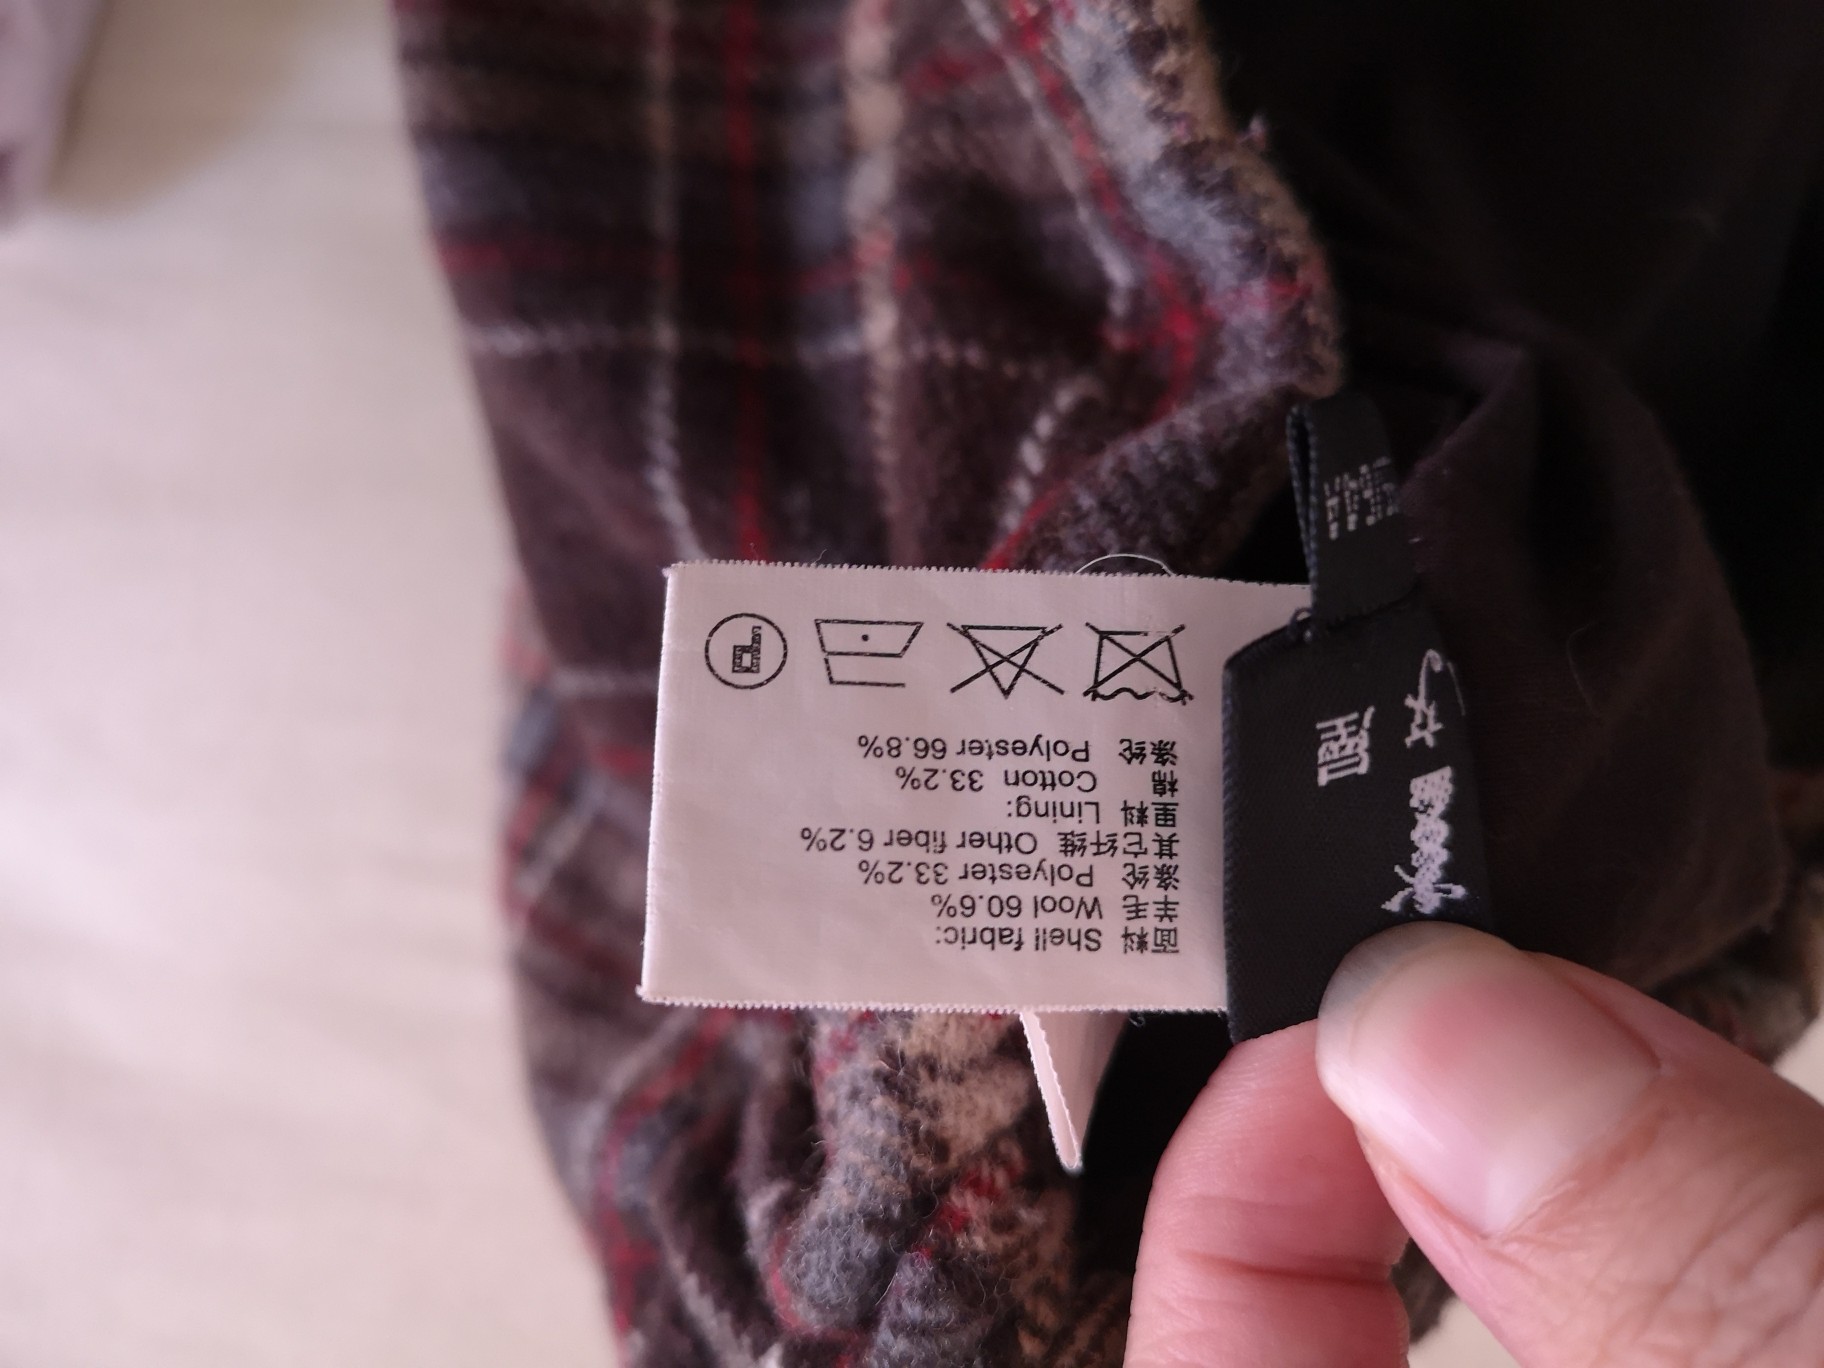 面料 Shell fabric:
羊毛 Wool 60.6%
涤纶 Polyester 33.2%
其它纤维 Other fiber 6.2%
里料 Lining:
棉 Cotton 33.2%
涤纶 Polyester 66.8%
P